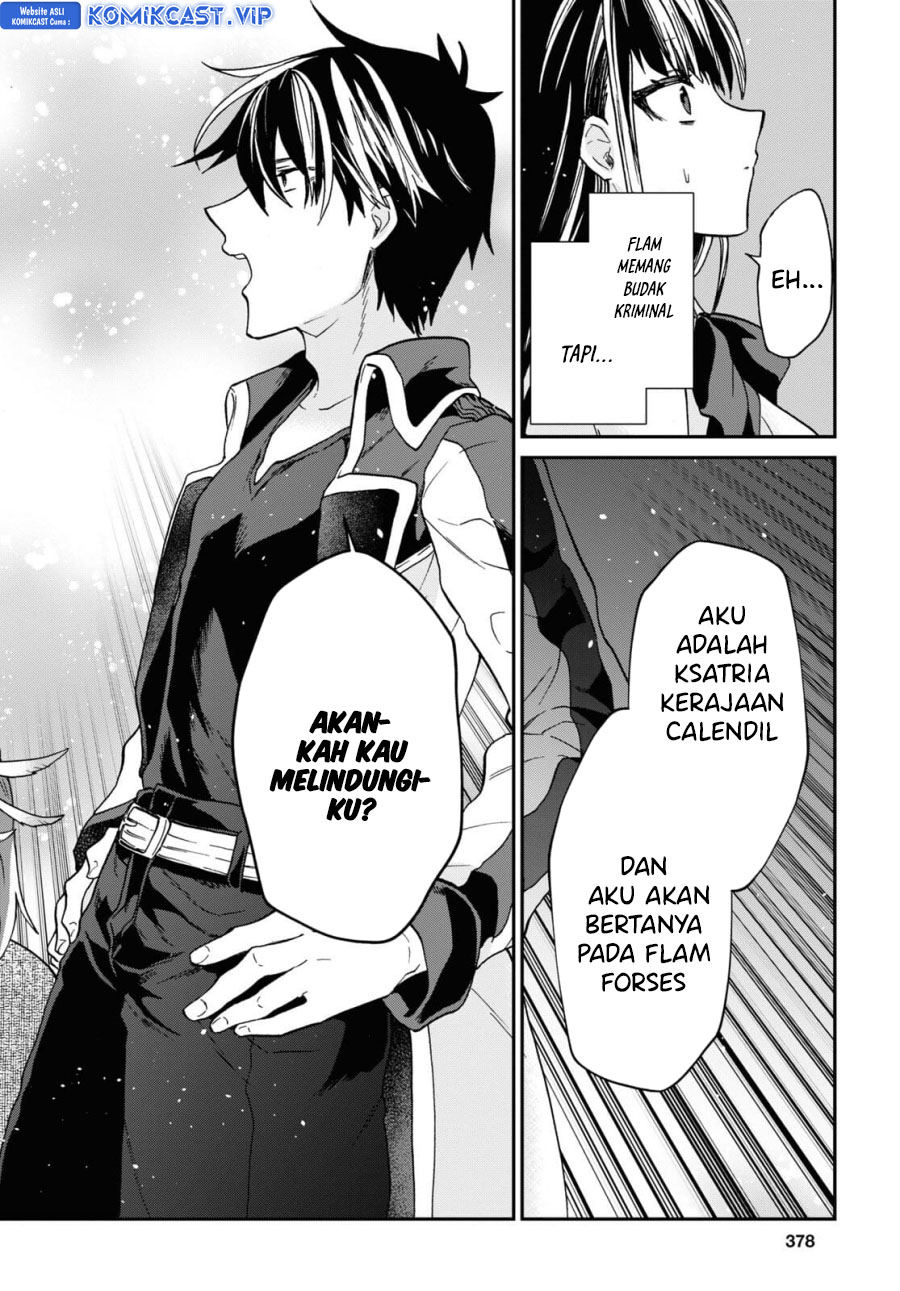 Website ASLI
KOMIKCAST Cuma :
KOMIKCAST.VIP
EH...
FLAM
MEMANG
BUDAK
KRIMINAL
TAPI...
AKU
ADALAH
KSATRIA
KERAJAAN
CALENDIL
DAN
AKU AKAN
BERTANYA
PADA FLAM
FORSES
AKAN-
KAH KAU
MELINDUNGI-
KU?
378